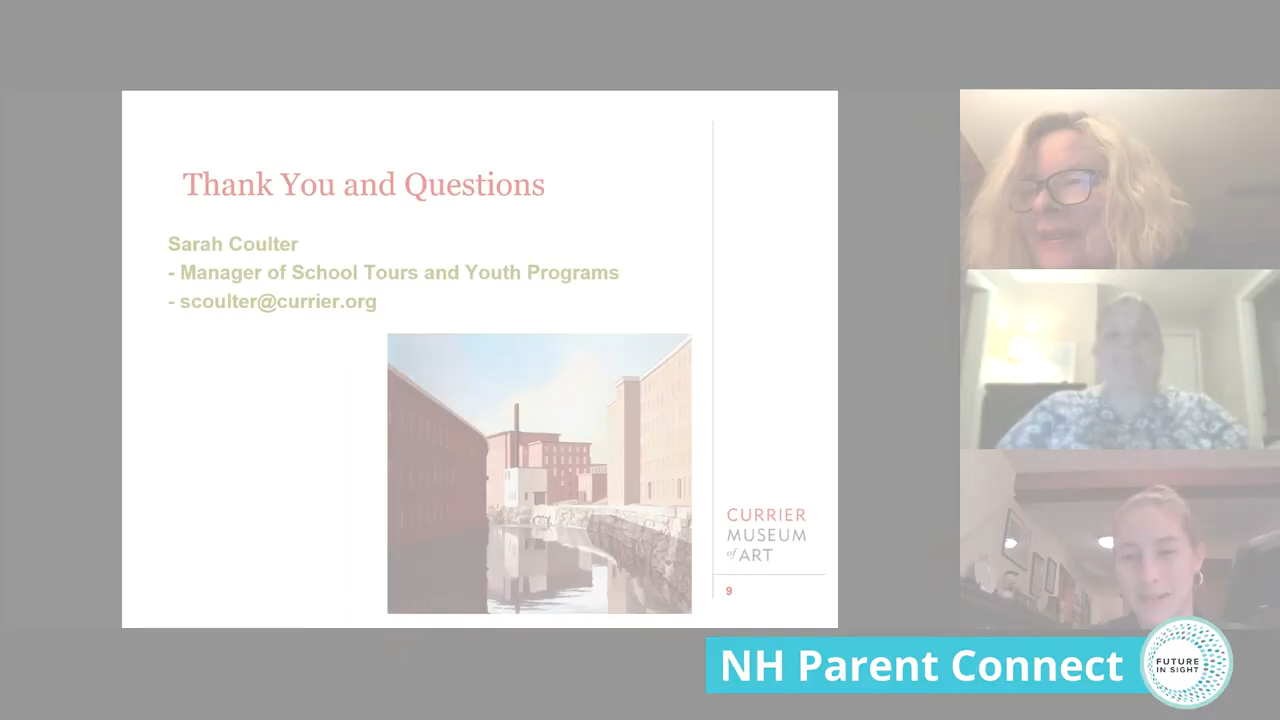 Thank You and Questions
Sarah Coulter
- Manager of School Tours and Youth Programs
- scoulter@currier.org
CURRIER
MUSEUM
of ART
9
NH Parent Connect
FUTURE
IN SIGHT